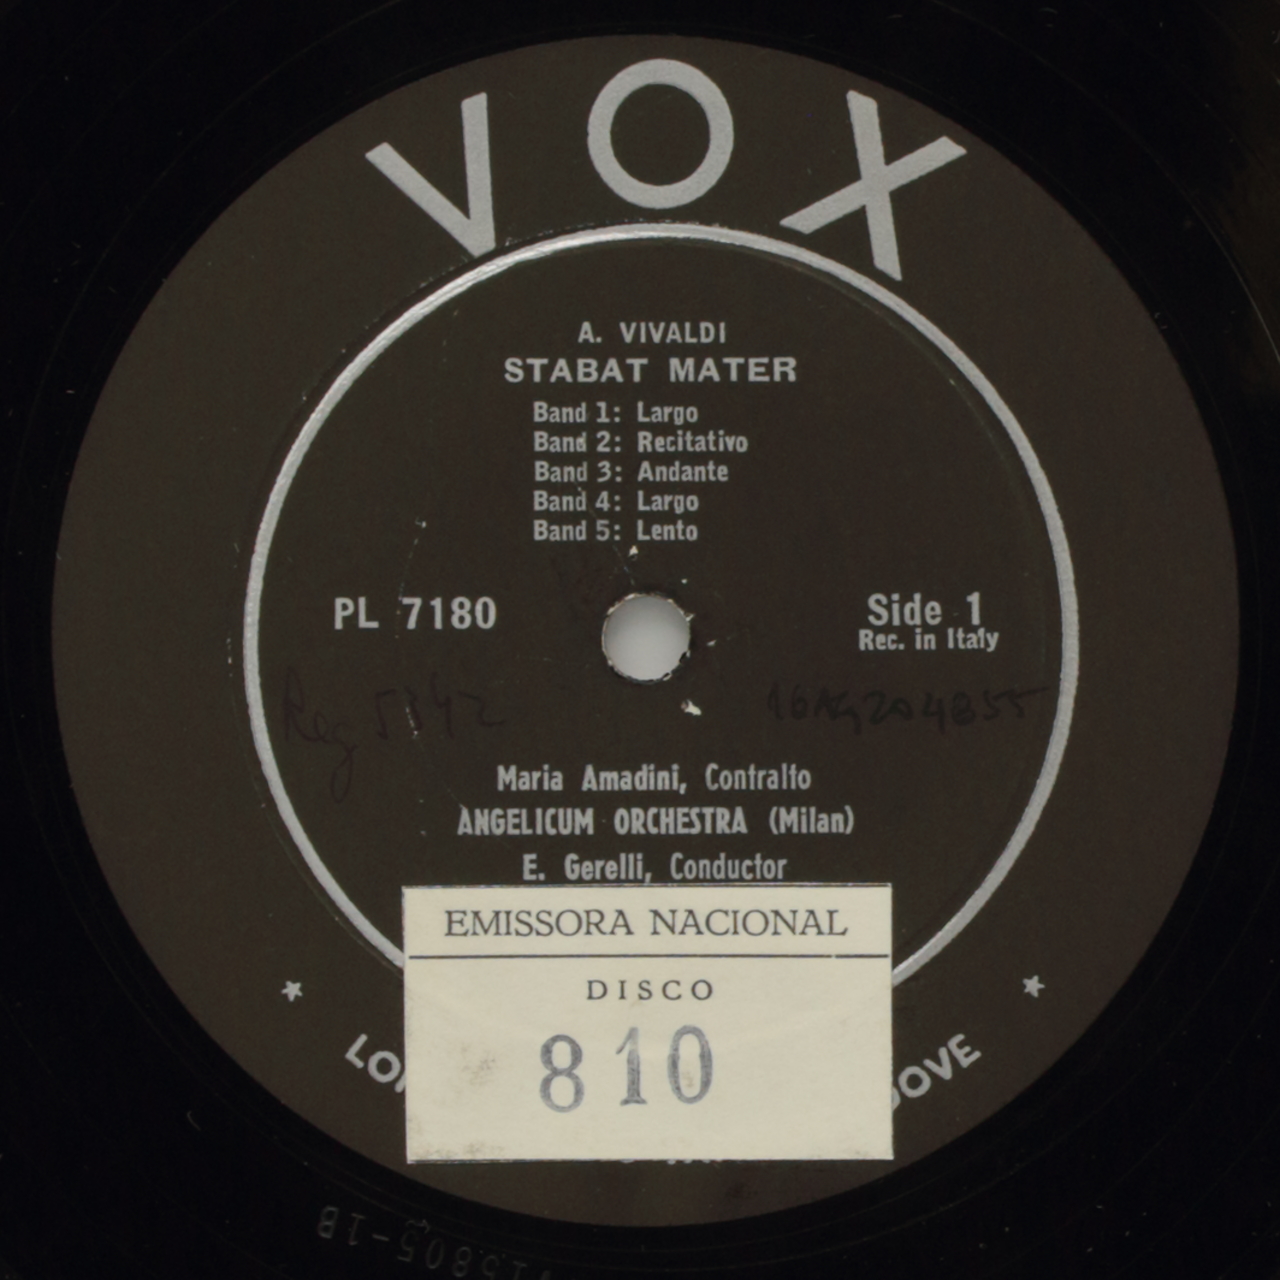 VOX
A. VIVALDI
STABAT MATER
Band 1: Largo
Band 2: Recitativo
Band 3: Andante
Band 4: Largo
Band 5: Lento
PL 7180
Side 1
Rec. in Italy
Reg 5342
Maria Amadini, Contralto
ANGELICUM ORCHESTRA (Milan)
E. Gerelli, Conductor
EMISSORA NACIONAL
DISCO
810